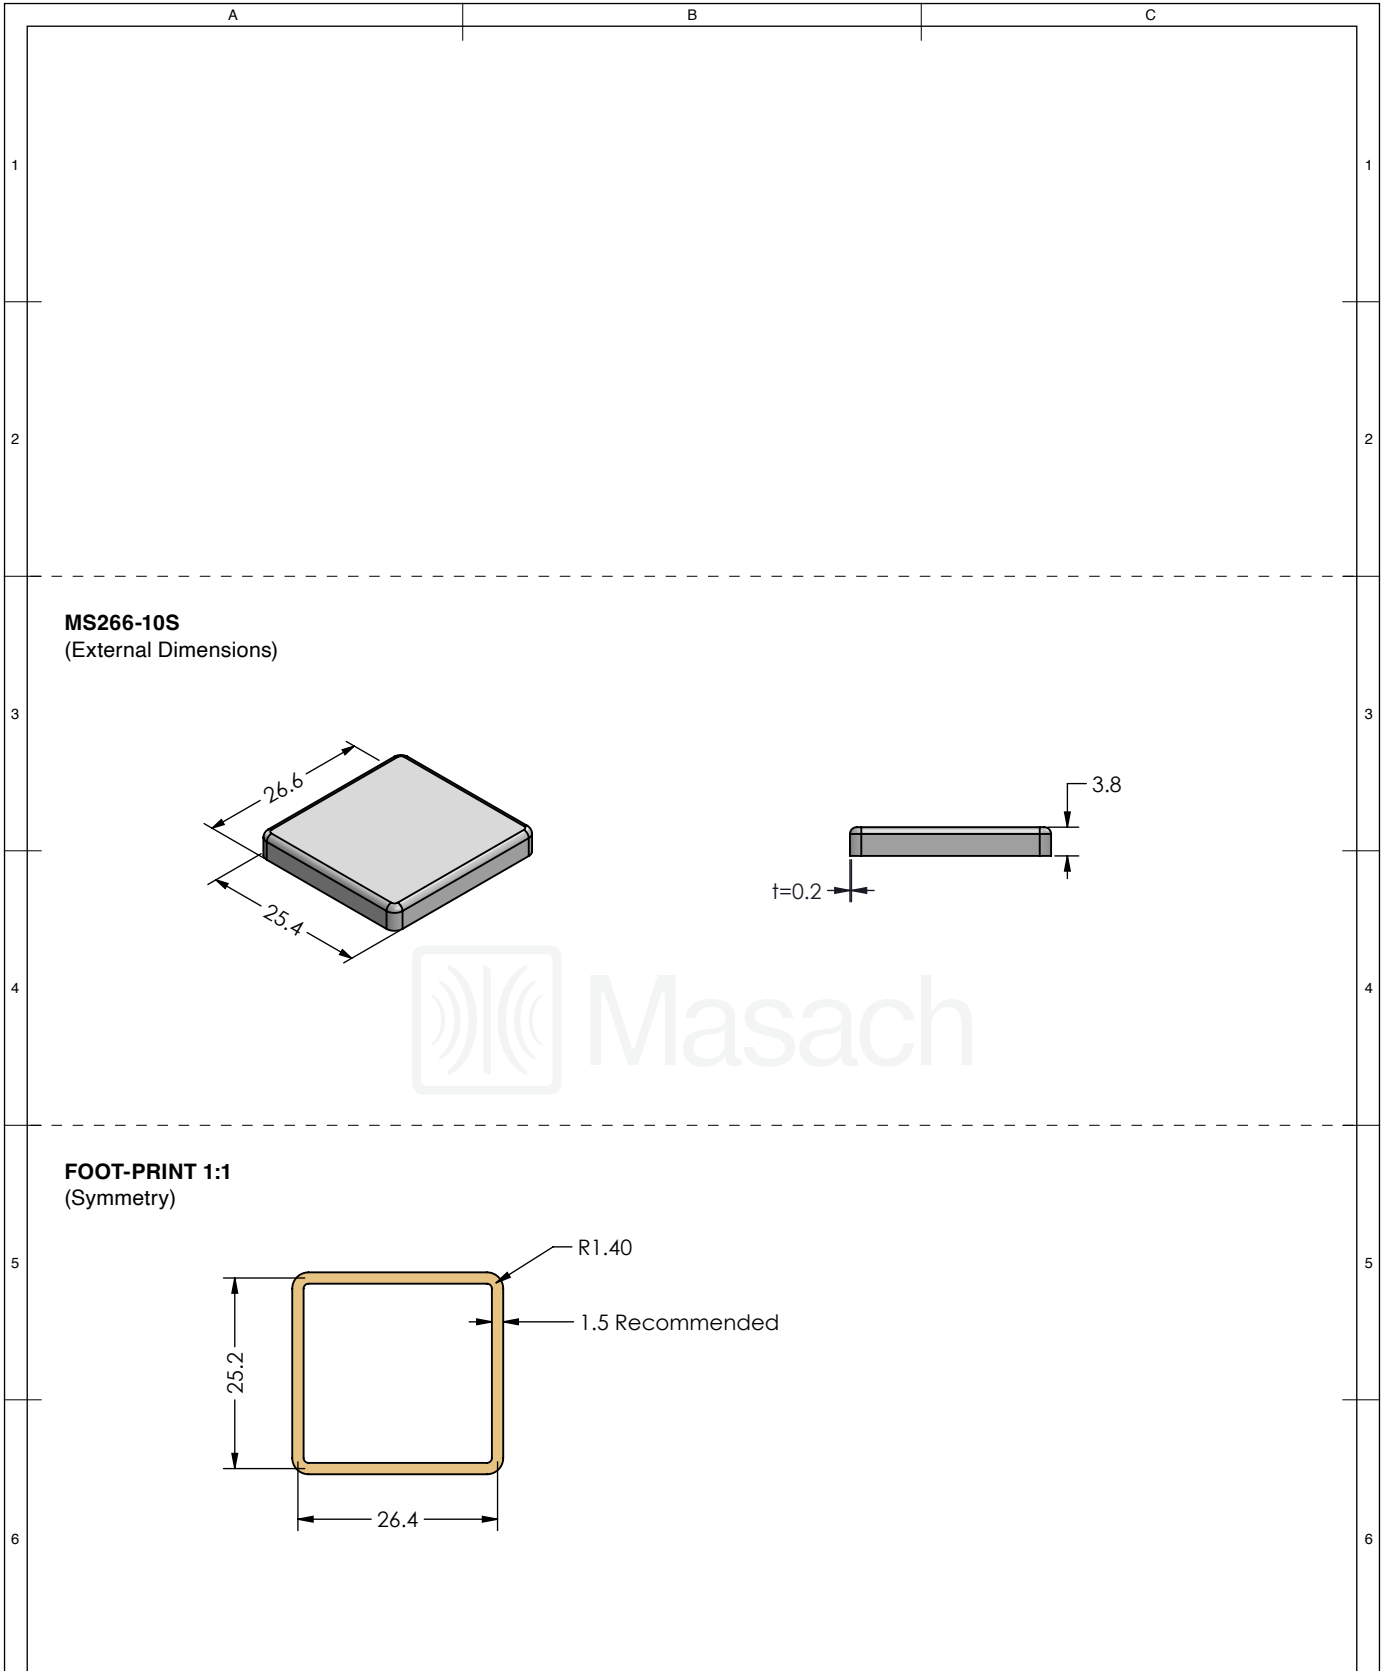 A B C
1 1
2 2
MS266-10S
(External Dimensions)
3 3
26.6
3.8
t=0.2
25.4
Masach
4 4
FOOT-PRINT 1:1
(Symmetry)
R1.40
5 5
1.5 Recommended
25.2
26.4
6 6